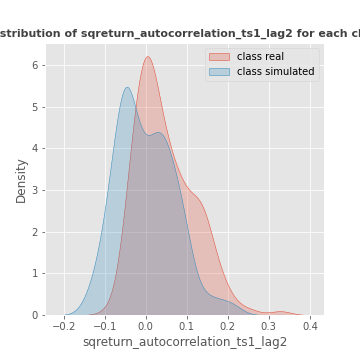 stribution of sqreturn_autocorrelation_ts1_lag2 for each cl
class real
class simulated
6
5
4
3
2
1
0
Density
−0.2 −0.1 0.0 0.1 0.2 0.3 0.4
sqreturn_autocorrelation_ts1_lag2